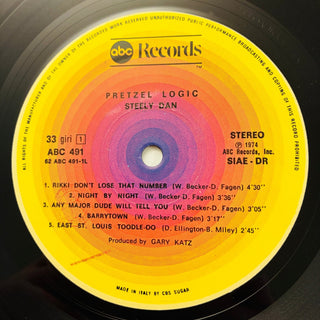 ALL RIGHTS OF THE MANUFACTURER AND OF THE OWNER OF THE RECORDED WORK RESERVED UNAUTHORIZED PUBLIC PERFORMANCE BROADCASTING AND COPYING OF THIS RECORD PROHIBITED
abc Records
PRETZEL LOGIC
STEELY DAN
33 giri 1
ABC 491
62 ABC 491-1L
STEREO
℗ 1974
ABC Records, Inc.
SIAE - DR
1. RIKKI DON'T LOSE THAT NUMBER (W. Becker-D. Fagen) 4'30"
2. NIGHT BY NIGHT (W. Becker-D. Fagen) 3'36"
3. ANY MAJOR DUDE WILL TELL YOU (W. Becker-D. Fagen) 3'05"
4. BARRYTOWN (W. Becker-D. Fagen) 3'17"
5. EAST ST. LOUIS TOODLE-DO (D. Ellington-B. Miley) 2'45"
Produced by GARY KATZ
MADE IN ITALY BY CBS SUGAR